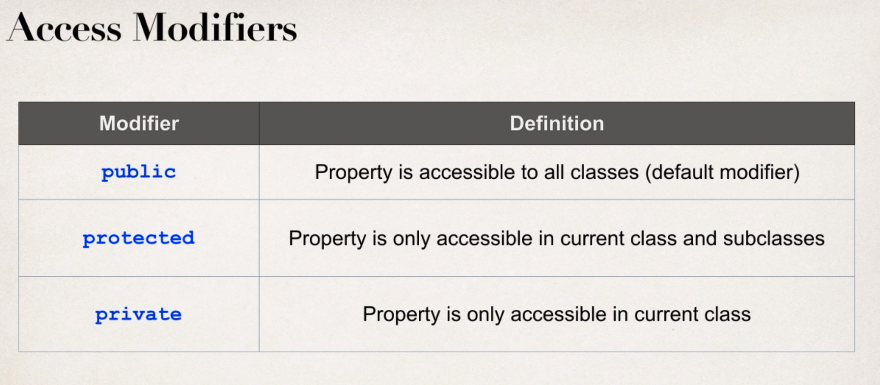 Access Modifiers
Modifier Definition
public Property is accessible to all classes (default modifier)
protected Property is only accessible in current class and subclasses
private Property is only accessible in current class